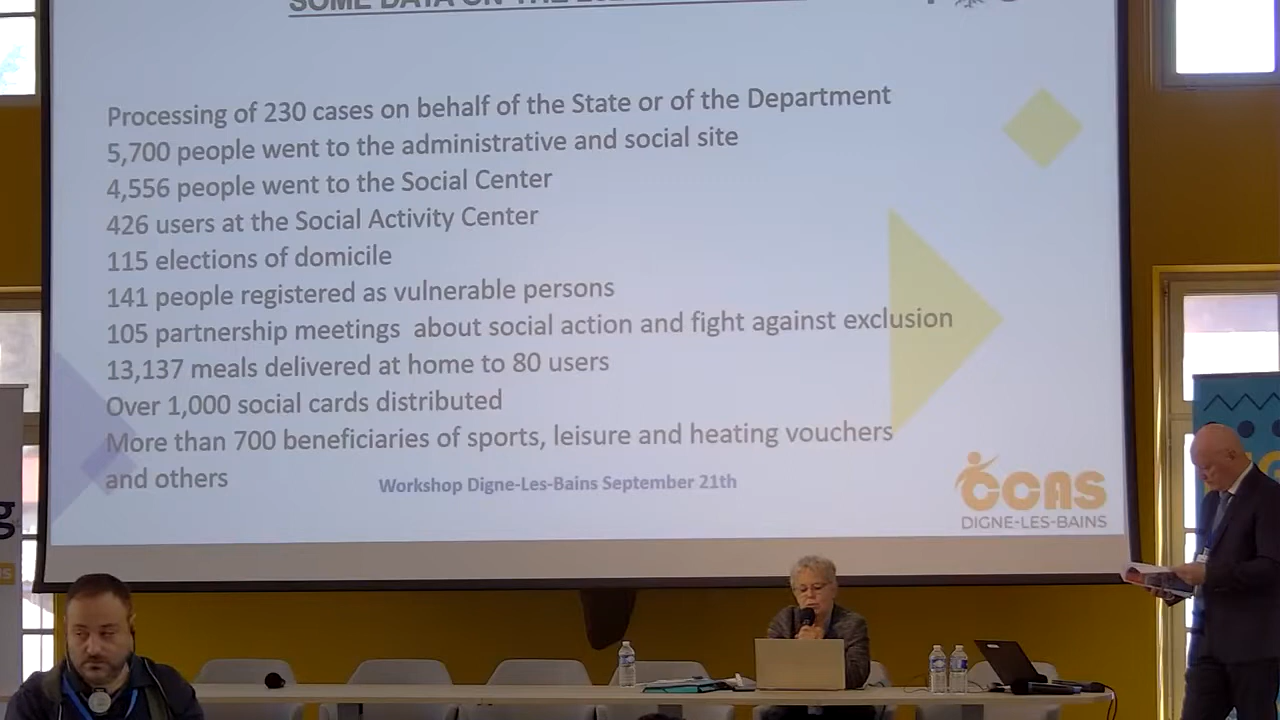 SOME DATA ON THE
Processing of 230 cases on behalf of the State or of the Department
5,700 people went to the administrative and social site
4,556 people went to the Social Center
426 users at the Social Activity Center
115 elections of domicile
141 people registered as vulnerable persons
105 partnership meetings about social action and fight against exclusion
13,137 meals delivered at home to 80 users
Over 1,000 social cards distributed
More than 700 beneficiaries of sports, leisure and heating vouchers
and others
Workshop Digne-Les-Bains September 21th
CCAS
DIGNE-LES-BAINS